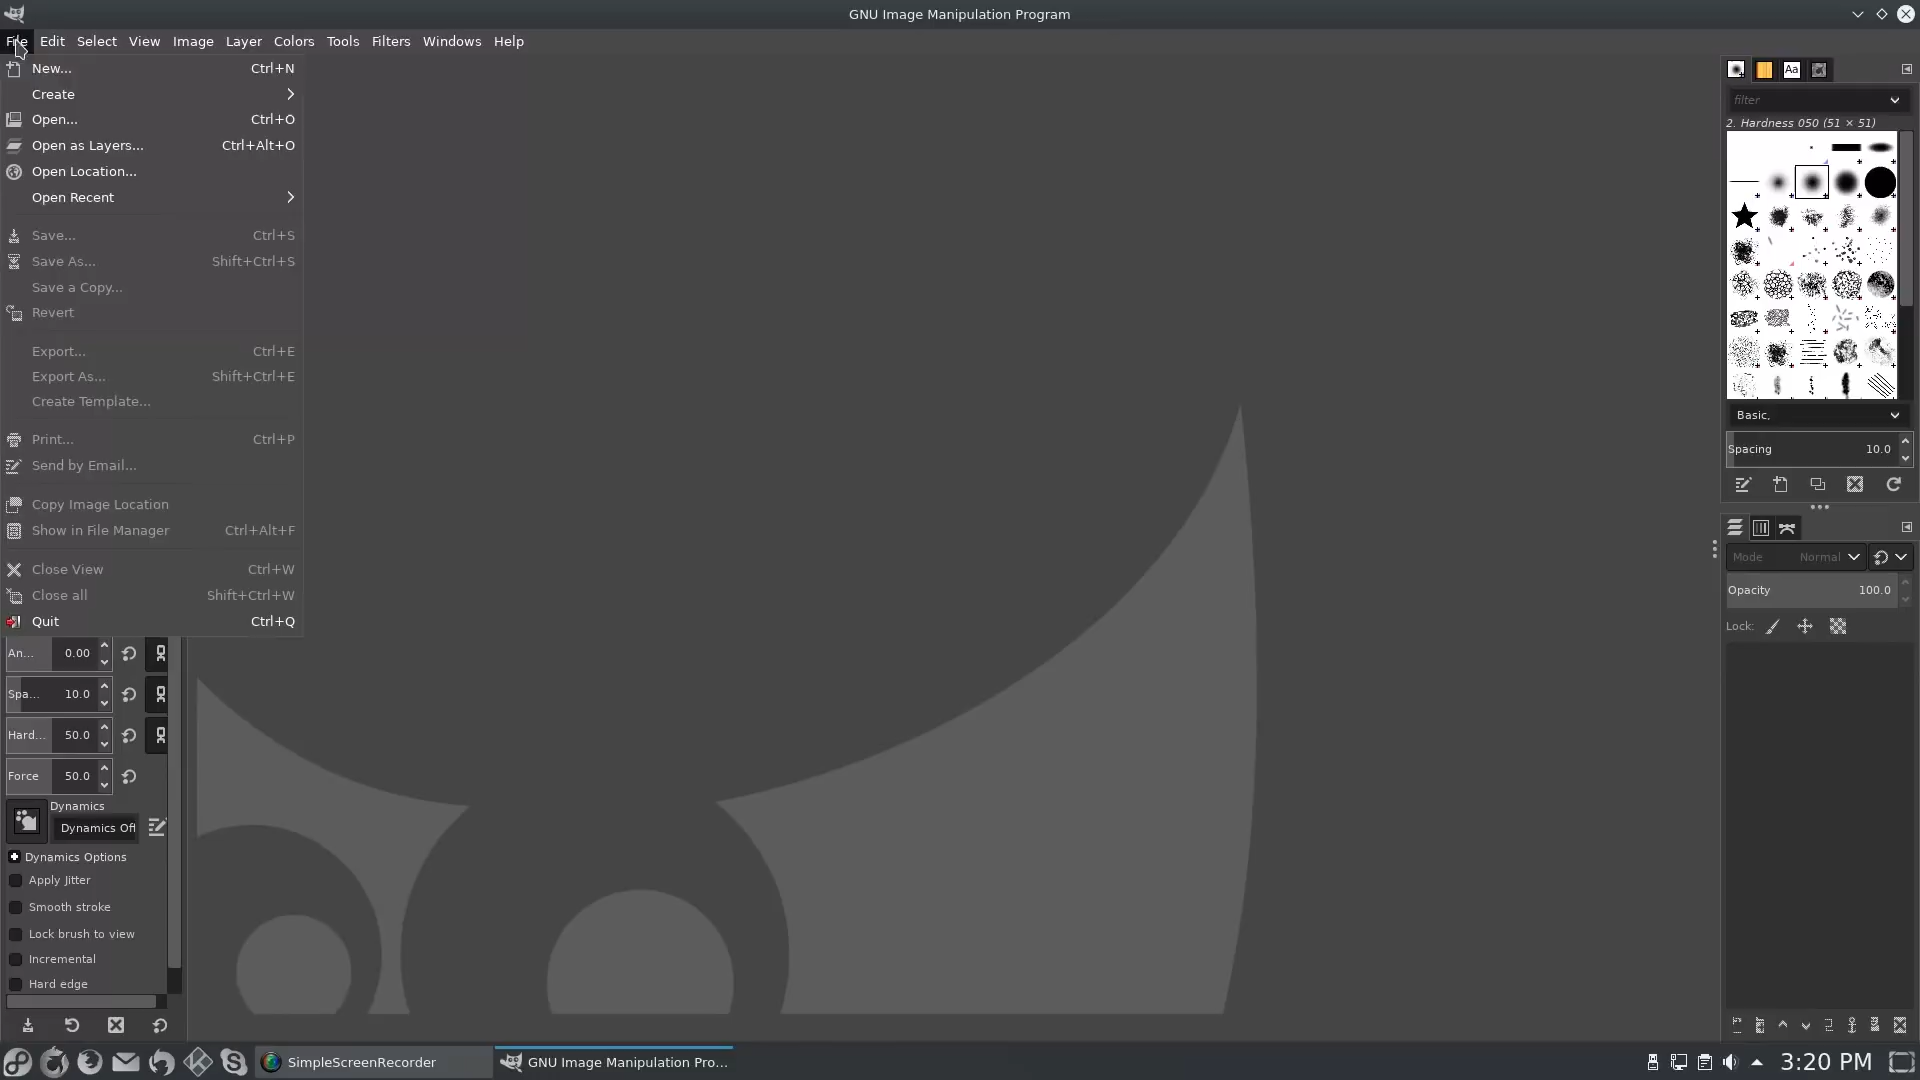 GNU Image Manipulation Program
File Edit Select View Image Layer Colors Tools Filters Windows Help
New... Ctrl+N
Create
Open... Ctrl+O
Open as Layers... Ctrl+Alt+O
Open Location...
Open Recent
Save... Ctrl+S
Save As... Shift+Ctrl+S
Save a Copy...
Revert
Export... Ctrl+E
Export As... Shift+Ctrl+E
Create Template...
Print... Ctrl+P
Send by Email...
Copy Image Location
Show in File Manager Ctrl+Alt+F
Close View Ctrl+W
Close all Shift+Ctrl+W
Quit Ctrl+Q
An... 0.00
Spa... 10.0
Hard... 50.0
Force 50.0
Dynamics
Dynamics Off
Dynamics Options
Apply Jitter
Smooth stroke
Lock brush to view
Incremental
Hard edge
Aa
filter
2. Hardness 050 (51 × 51)
Basic,
Spacing 10.0
Mode Normal
Opacity 100.0
Lock:
SimpleScreenRecorder
GNU Image Manipulation Pro...
3:20 PM